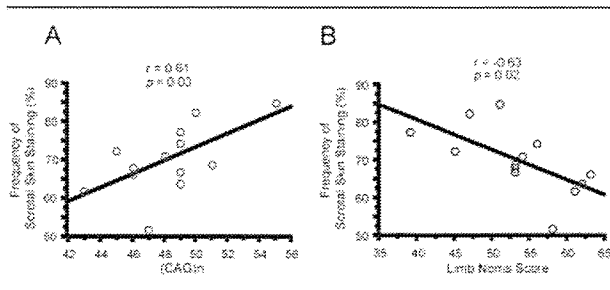 A
r = 0.61
p = 0.03
Frequency of
Scrotal Skin Staining (%)
90
80
70
60
50
42 44 46 48 50 52 54 56
(CAG)n
B
r = -0.63
p = 0.02
Frequency of
Scrotal Skin Staining (%)
90
80
70
60
50
35 40 45 50 55 60 65
Limb Norris Score